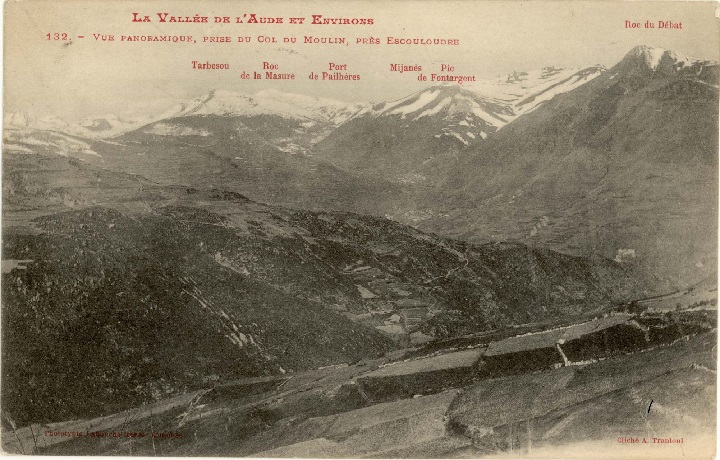 La Vallée de l'Aude et Environs
132. - Vue panoramique, prise du Col du Moulin, près Escouloubre
Roc du Débat
Tarbesou Roc de la Masure Port de Pailhères Mijanés Pic de Fontargent
Cliché A. Trantoul